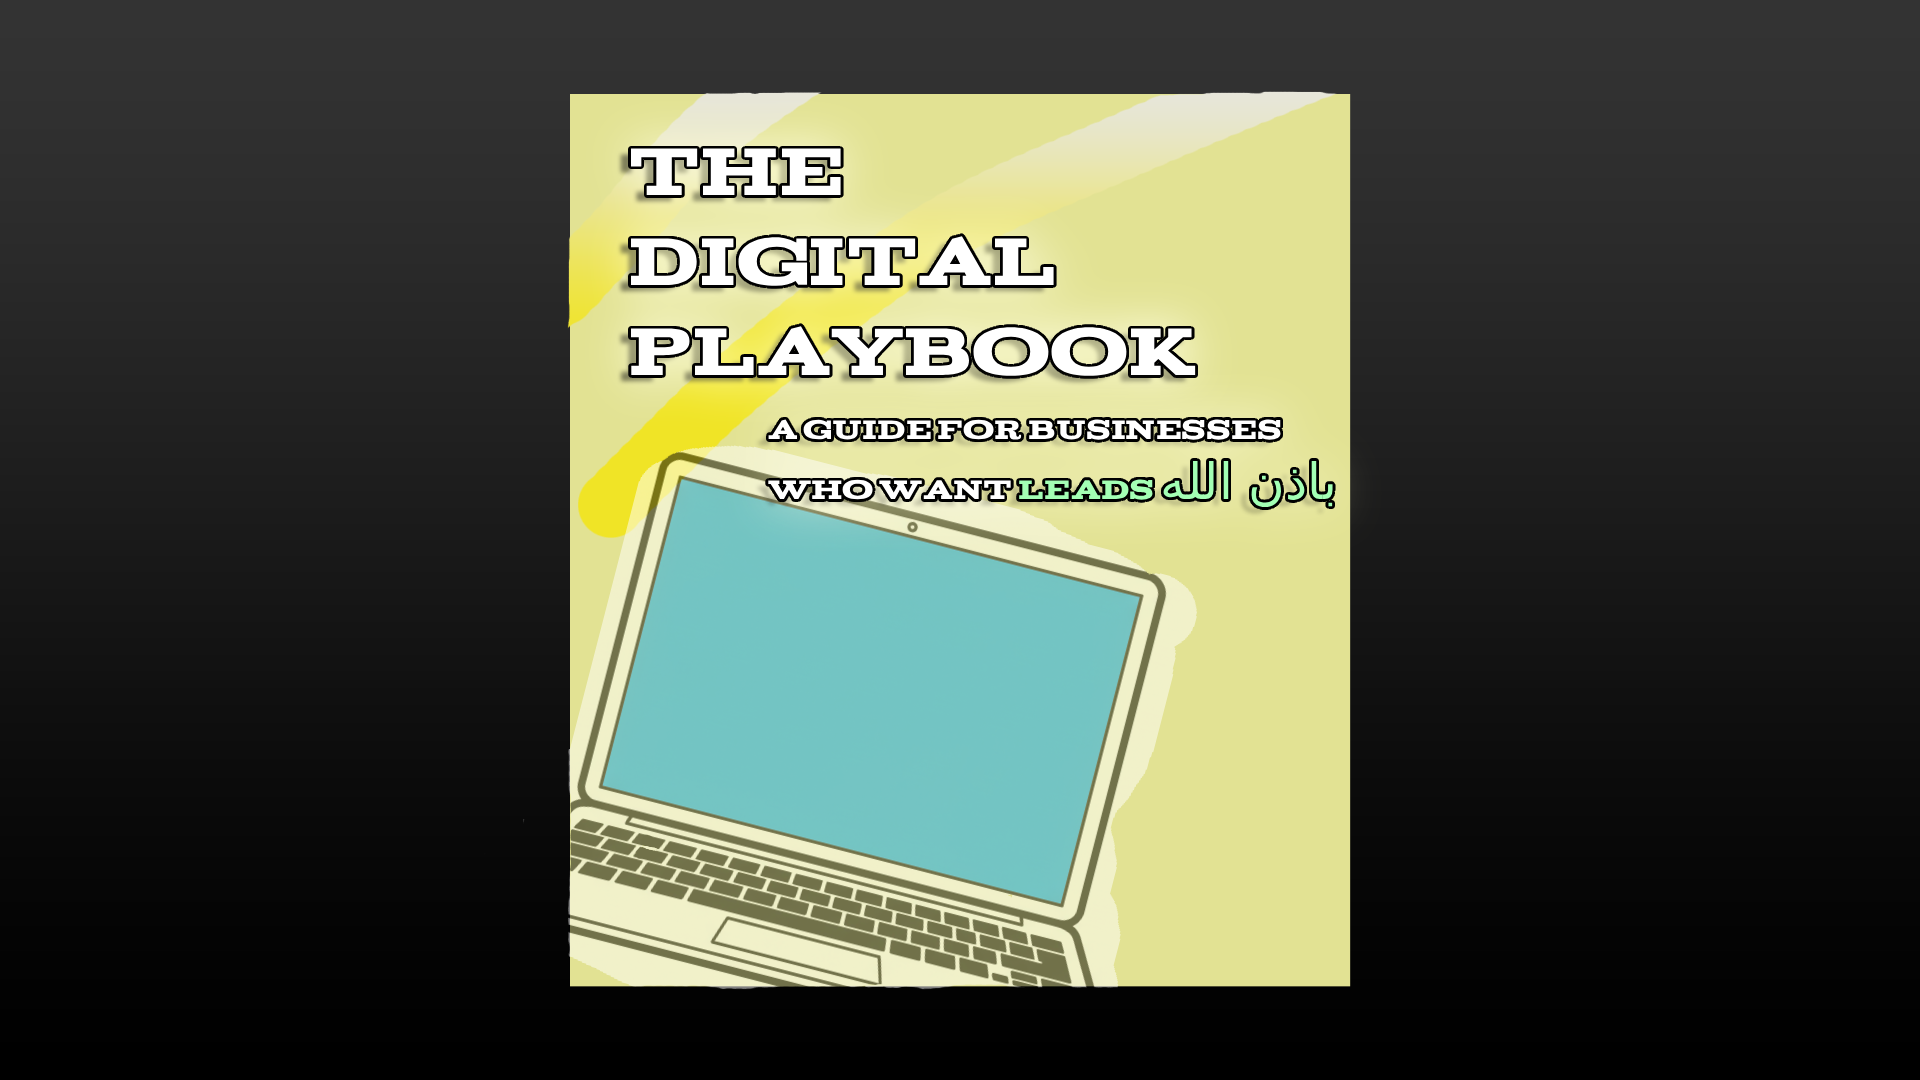 THE
DIGITAL
PLAYBOOK
A GUIDE FOR BUSINESSES
WHO WANT LEADS باذن الله